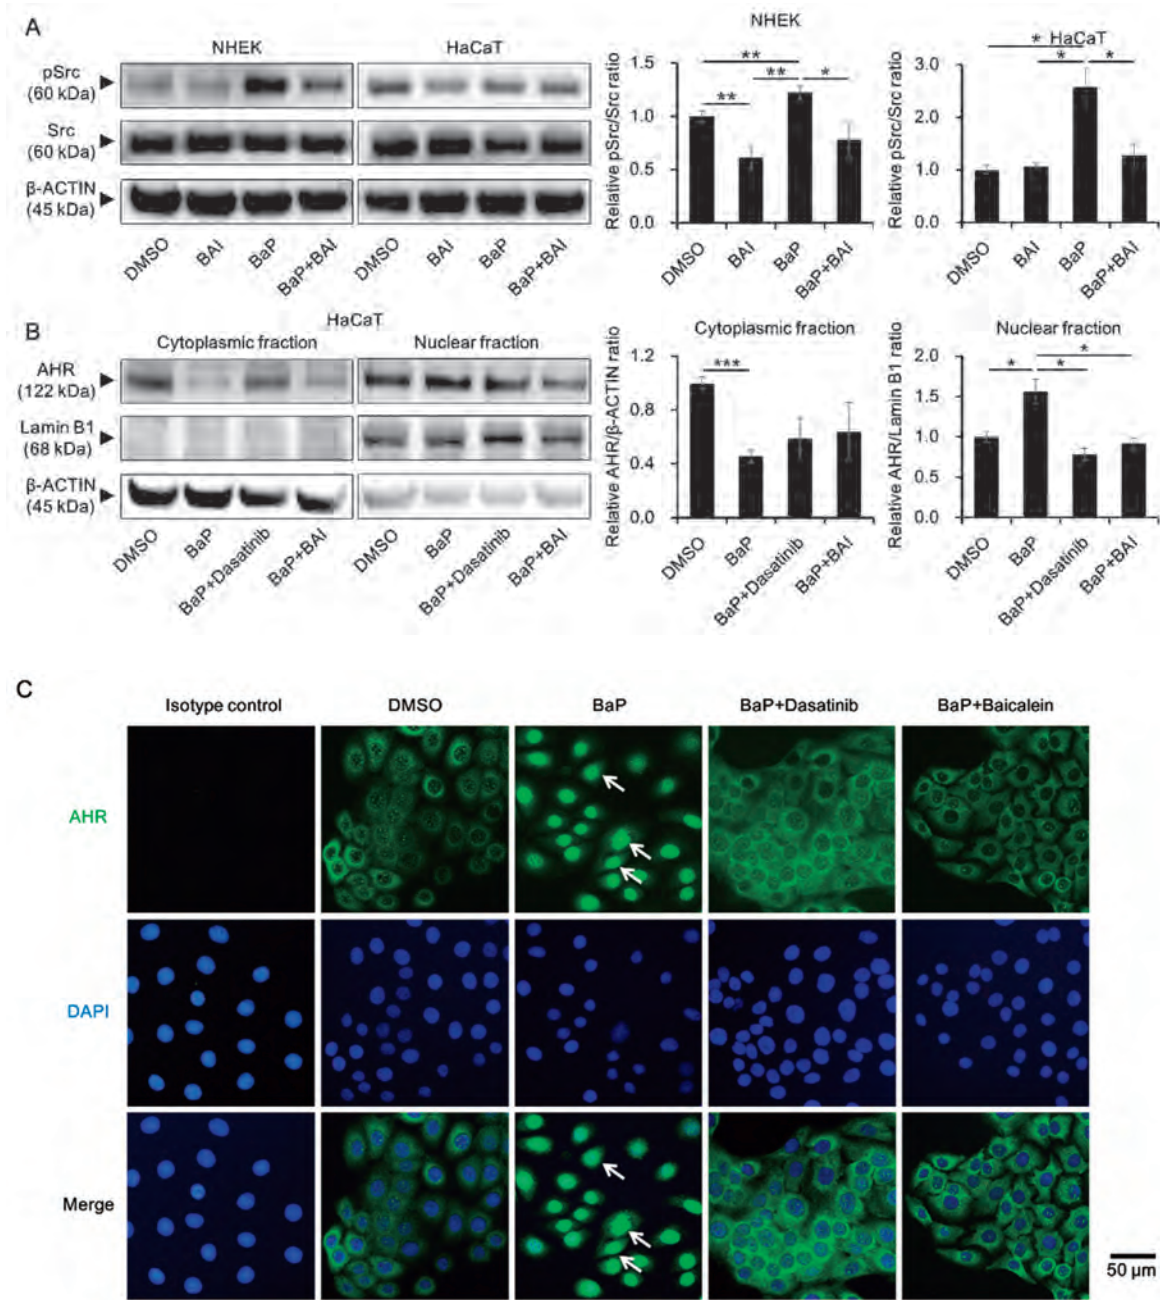 A
NHEK
HaCaT
pSrc
(60 kDa)
Src
(60 kDa)
β-ACTIN
(45 kDa)
DMSO
BAI
BaP
BaP+BAI
DMSO
BAI
BaP
BaP+BAI
NHEK
Relative pSrc/Src ratio
1.5
1.0
0.5
0.0
**
**
**
*
DMSO
BAI
BaP
BaP+BAI
HaCaT
Relative pSrc/Src ratio
3.0
2.0
1.0
0.0
*
*
*
DMSO
BAI
BaP
BaP+BAI
B
HaCaT
Cytoplasmic fraction
Nuclear fraction
AHR
(122 kDa)
Lamin B1
(68 kDa)
β-ACTIN
(45 kDa)
DMSO
BaP
BaP+Dasatinib
BaP+BAI
DMSO
BaP
BaP+Dasatinib
BaP+BAI
Cytoplasmic fraction
Relative AHR/β-ACTIN ratio
1.2
0.8
0.4
0.0
***
DMSO
BaP
BaP+Dasatinib
BaP+BAI
Nuclear fraction
Relative AHR/Lamin B1 ratio
2.0
1.5
1.0
0.5
0.0
*
*
*
DMSO
BaP
BaP+Dasatinib
BaP+BAI
C
Isotype control
DMSO
BaP
BaP+Dasatinib
BaP+Baicalein
AHR
DAPI
Merge
50 μm